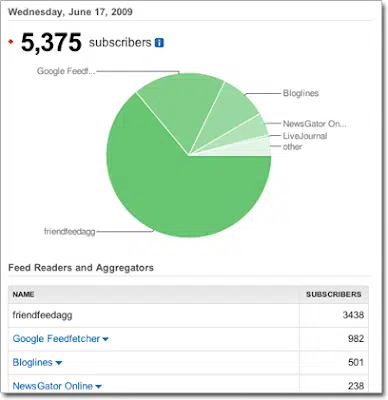 Wednesday, June 17, 2009
5,375 subscribers
Google Feedf...
Bloglines
NewsGator On...
LiveJournal
other
friendfeedagg
Feed Readers and Aggregators
NAME SUBSCRIBERS
friendfeedagg 3438
Google Feedfetcher 982
Bloglines 501
NewsGator Online 238